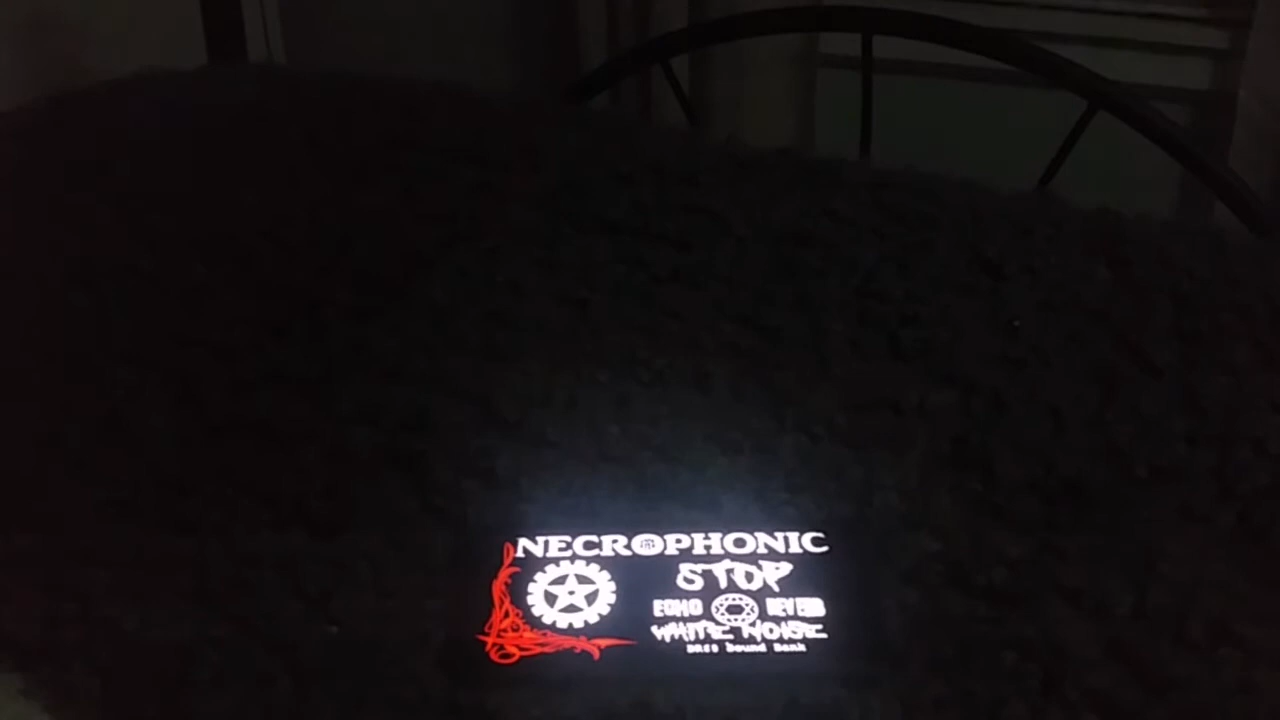 NECROPHONIC
STOP
ECHO REVERB
WHITE NOISE
Sound Bank